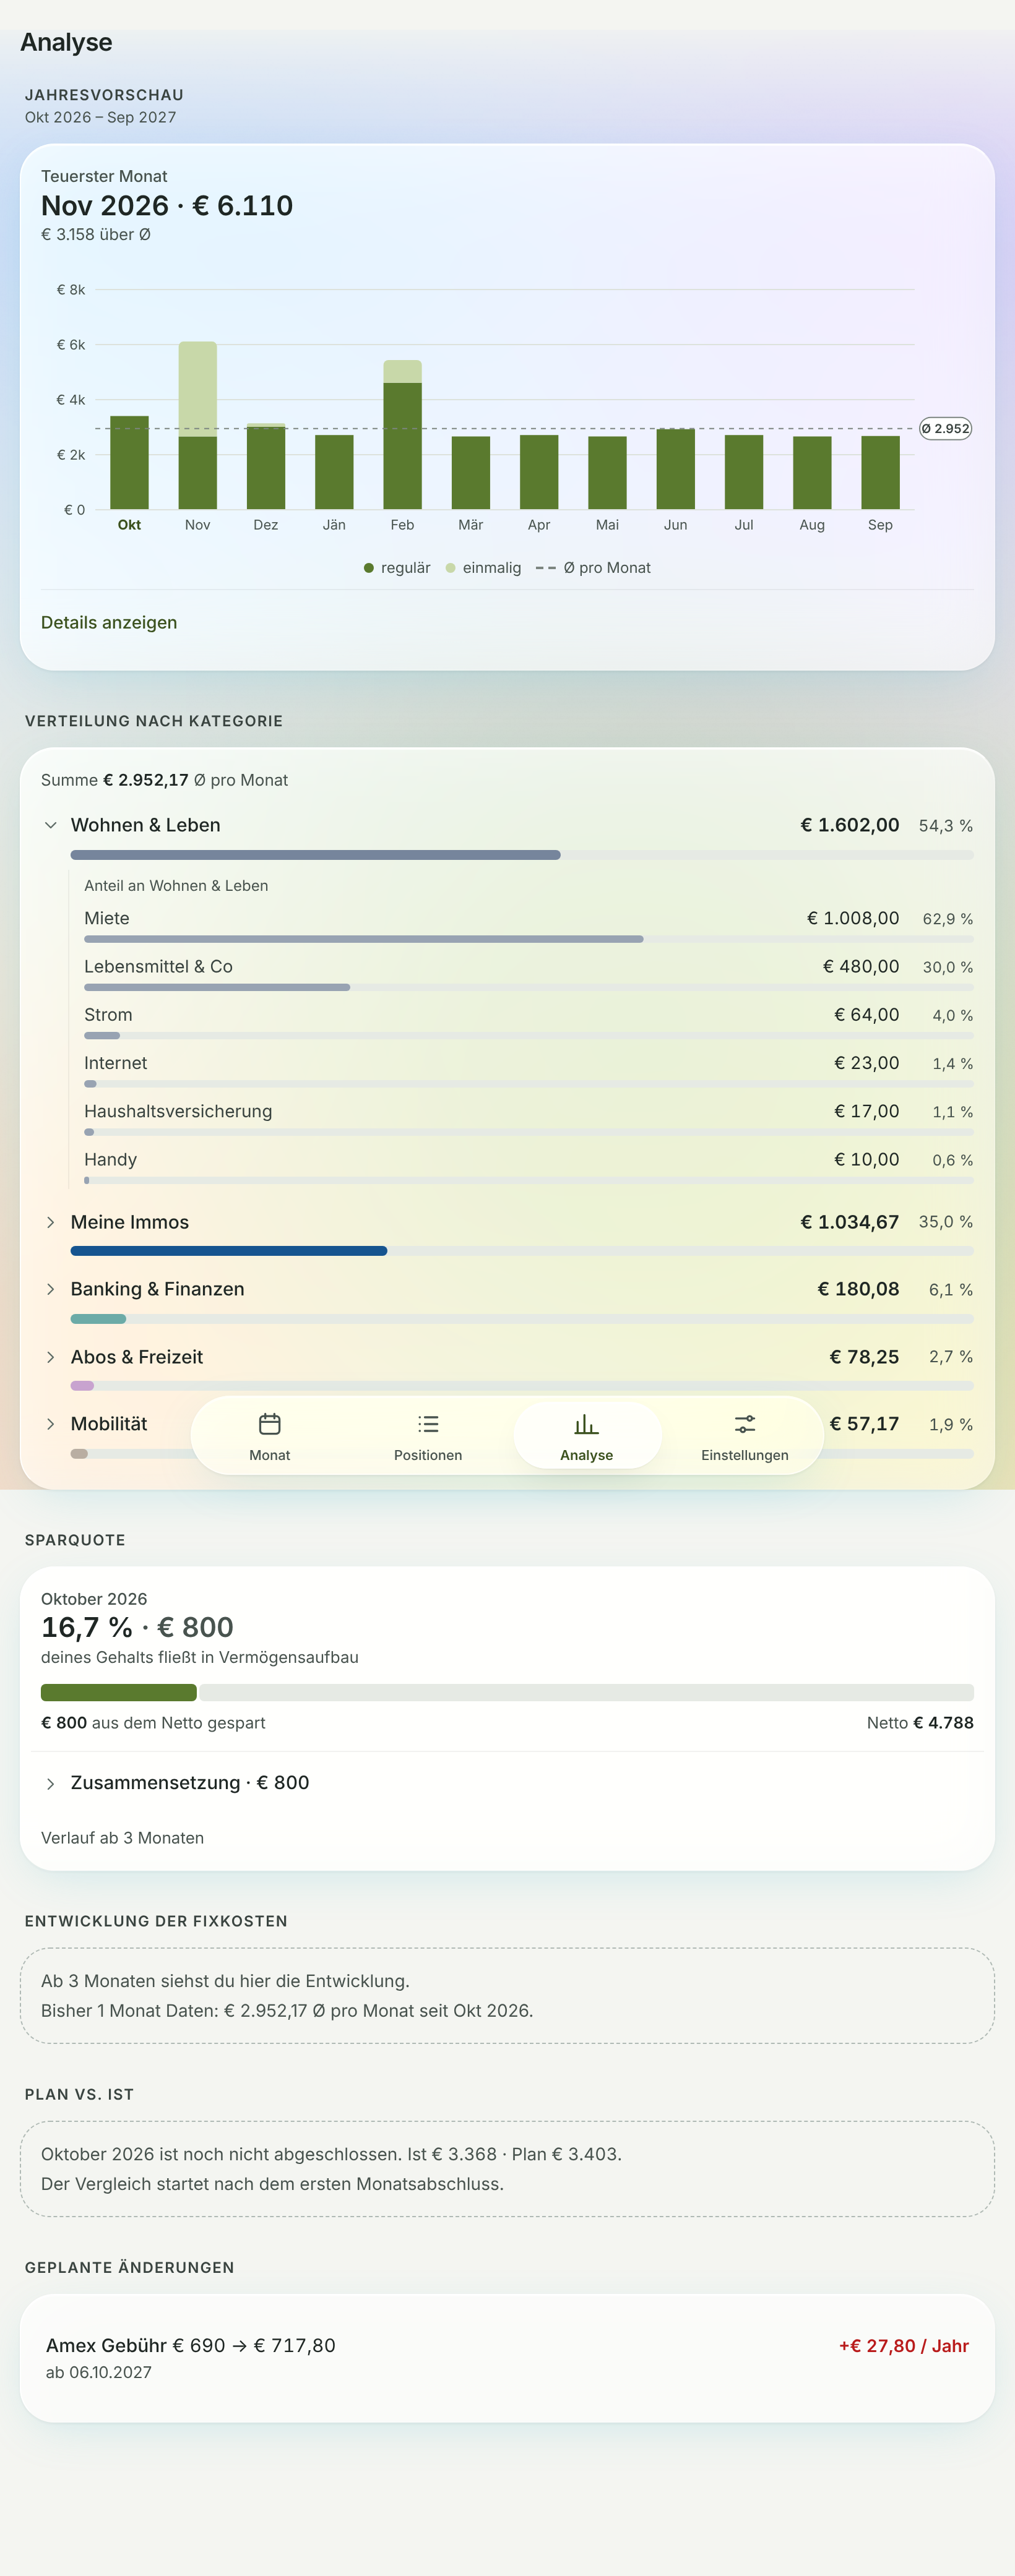 Analyse
JAHRESVORSCHAU
Okt 2026 – Sep 2027
Teuerster Monat
Nov 2026 · € 6.110
€ 3.158 über Ø
€ 8k
€ 6k
€ 4k
€ 2k
€ 0
Ø 2.952
Okt Nov Dez Jän Feb Mär Apr Mai Jun Jul Aug Sep
regulär einmalig Ø pro Monat
Details anzeigen
VERTEILUNG NACH KATEGORIE
Summe € 2.952,17 Ø pro Monat
Wohnen & Leben € 1.602,00 54,3 %
Anteil an Wohnen & Leben
Miete € 1.008,00 62,9 %
Lebensmittel & Co € 480,00 30,0 %
Strom € 64,00 4,0 %
Internet € 23,00 1,4 %
Haushaltsversicherung € 17,00 1,1 %
Handy € 10,00 0,6 %
Meine Immos € 1.034,67 35,0 %
Banking & Finanzen € 180,08 6,1 %
Abos & Freizeit € 78,25 2,7 %
Mobilität € 57,17 1,9 %
Monat Positionen Analyse Einstellungen
SPARQUOTE
Oktober 2026
16,7 % · € 800
deines Gehalts fließt in Vermögensaufbau
€ 800 aus dem Netto gespart Netto € 4.788
Zusammensetzung · € 800
Verlauf ab 3 Monaten
ENTWICKLUNG DER FIXKOSTEN
Ab 3 Monaten siehst du hier die Entwicklung.
Bisher 1 Monat Daten: € 2.952,17 Ø pro Monat seit Okt 2026.
PLAN VS. IST
Oktober 2026 ist noch nicht abgeschlossen. Ist € 3.368 · Plan € 3.403.
Der Vergleich startet nach dem ersten Monatsabschluss.
GEPLANTE ÄNDERUNGEN
Amex Gebühr € 690 → € 717,80 +€ 27,80 / Jahr
ab 06.10.2027